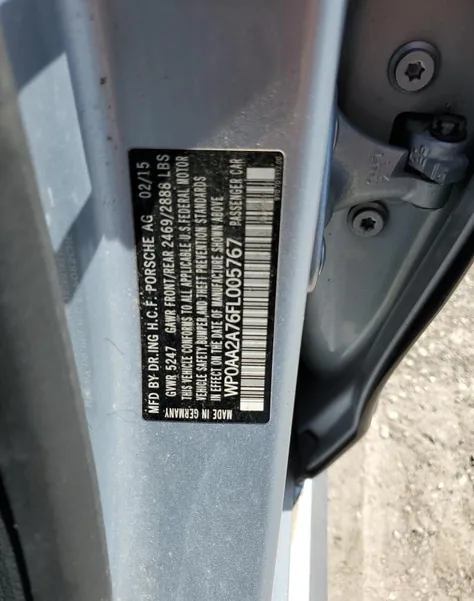 MFD BY DR.ING H.C.F. PORSCHE AG 02/15
GVWR 5247 GAWR FRONT/REAR 2469/2888 LBS
THIS VEHICLE CONFORMS TO ALL APPLICABLE U.S. FEDERAL MOTOR
VEHICLE SAFETY, BUMPER, AND THEFT PREVENTION STANDARDS
IN EFFECT ON THE DATE OF MANUFACTURE SHOWN ABOVE
WP0AA2A76FL005767 PASSENGER CAR
MADE IN GERMANY